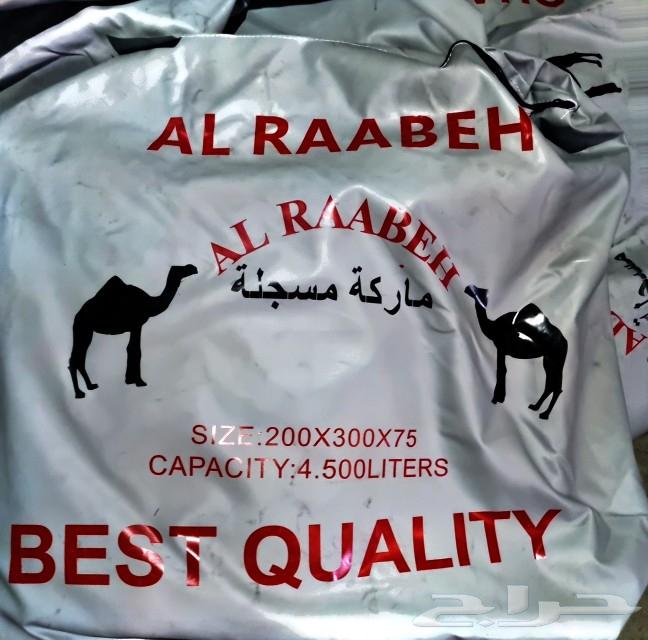 AL RAABEH
AL RAABEH
ماركة مسجلة
SIZE:200X300X75
CAPACITY:4.500LITERS
BEST QUALITY
حراج